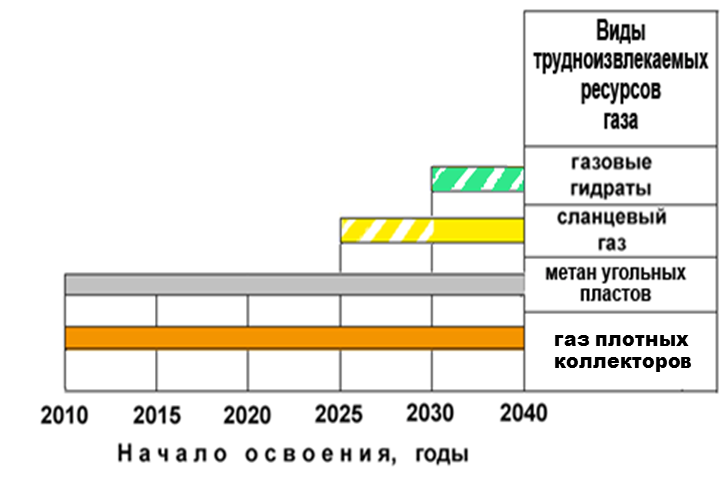 Виды
трудноизвлекаемых
ресурсов
газа
газовые
гидраты
сланцевый
газ
метан угольных
пластов
газ плотных
коллекторов
2010 2015 2020 2025 2030 2040
Начало освоения, годы